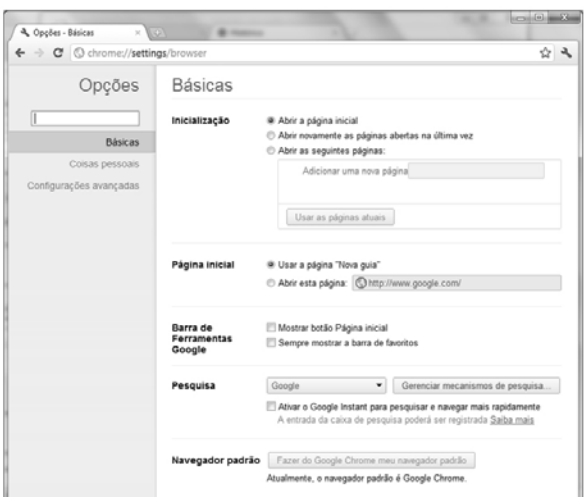 Opções - Básicas
chrome://settings/browser
Opções
Básicas
Coisas pessoais
Configurações avançadas
Básicas
Inicialização
Abrir a página inicial
Abrir novamente as páginas abertas na última vez
Abrir as seguintes páginas:
Adicionar uma nova página
Usar as páginas atuais
Página inicial
Usar a página "Nova guia"
Abrir esta página: http://www.google.com/
Barra de
Ferramentas
Google
Mostrar botão Página inicial
Sempre mostrar a barra de favoritos
Pesquisa
Google
Gerenciar mecanismos de pesquisa...
Ativar o Google Instant para pesquisar e navegar mais rapidamente
A entrada da caixa de pesquisa poderá ser registrada Saiba mais
Navegador padrão
Fazer do Google Chrome meu navegador padrão
Atualmente, o navegador padrão é Google Chrome.